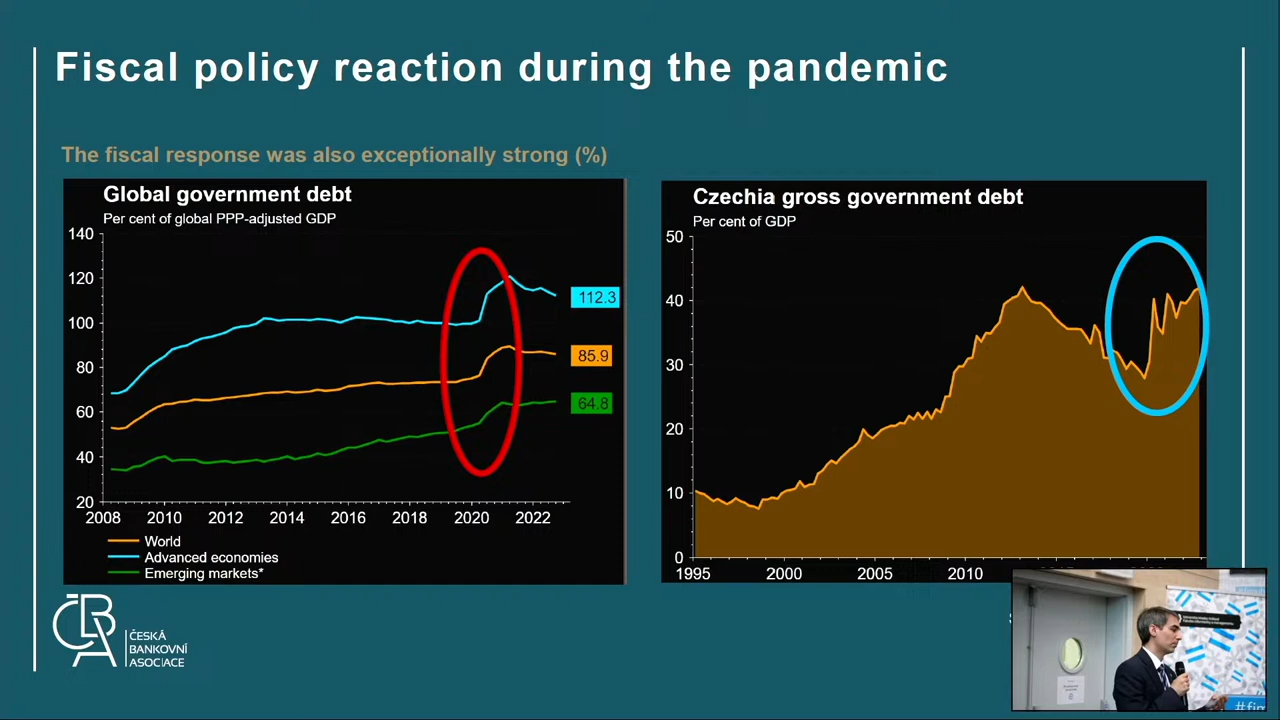 Fiscal policy reaction during the pandemic
The fiscal response was also exceptionally strong (%)
Global government debt
Per cent of global PPP-adjusted GDP
140
120
100
80
60
40
20
112.3
85.9
64.8
2008 2010 2012 2014 2016 2018 2020 2022
World
Advanced economies
Emerging markets*
Czechia gross government debt
Per cent of GDP
50
40
30
20
10
0
1995 2000 2005 2010
ČBA
ČESKÁ
BANKOVNÍ
ASOCIACE